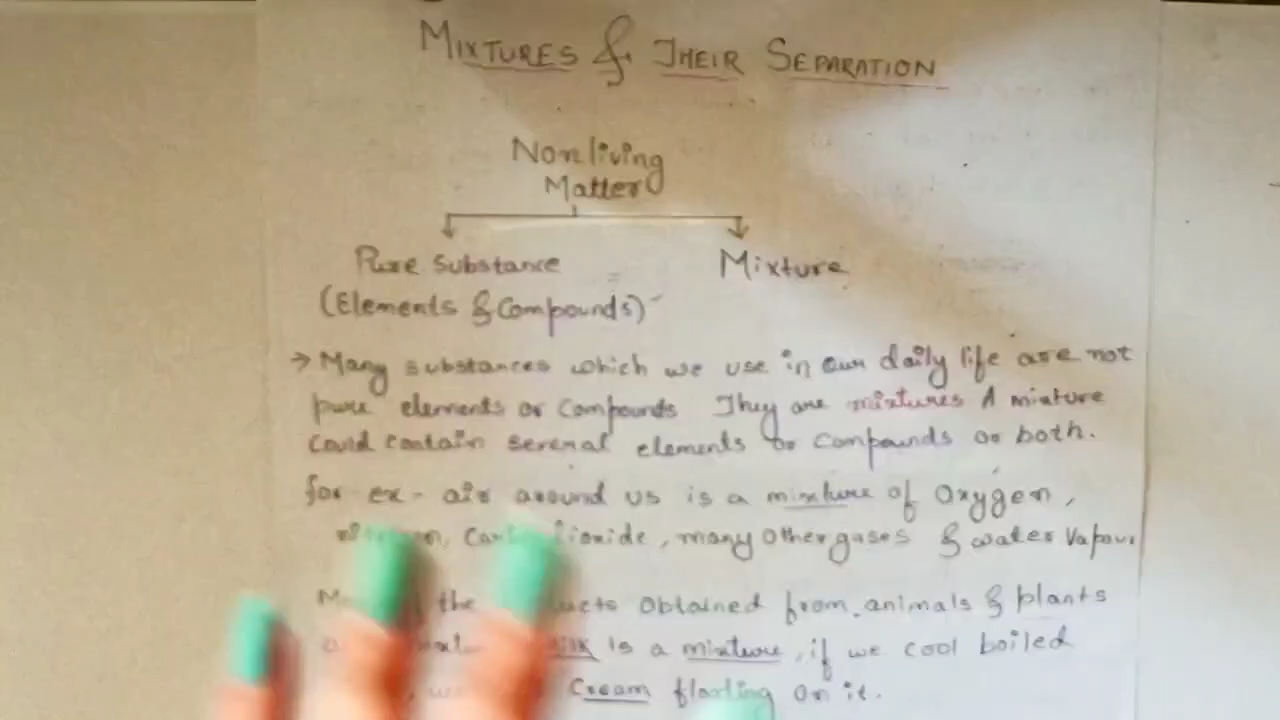 MIXTURES & THEIR SEPARATION
Nonliving
Matter
Pure Substance
Mixture
(Elements & Compounds)
→ Many substances which we use in our daily life are not
pure elements or compounds They are mixtures A mixture
could contain several elements or compounds or both.
for ex - air around us is a mixture of Oxygen,
many other gases & water vapour
the obtained from animals & plants
is a mixture, if we cool boiled
Cream floating on it.